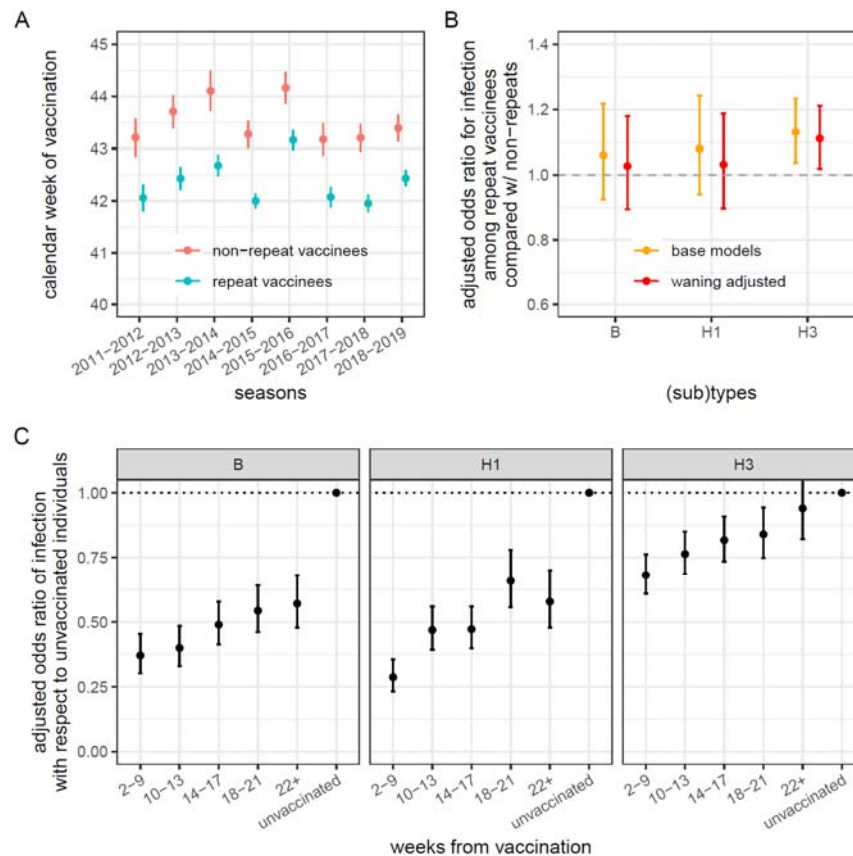 A
calendar week of vaccination
45
44
43
42
41
40
non-repeat vaccinees
repeat vaccinees
2011-2012
2012-2013
2013-2014
2014-2015
2015-2016
2016-2017
2017-2018
2018-2019
seasons
B
adjusted odds ratio for infection
among repeat vaccinees
compared w/ non-repeats
1.4
1.2
1.0
0.8
0.6
base models
waning adjusted
B
H1
H3
(sub)types
C
adjusted odds ratio of infection
with respect to unvaccinated individuals
B
H1
H3
1.00
0.75
0.50
0.25
0.00
2-9
10-13
14-17
18-21
22+
unvaccinated
2-9
10-13
14-17
18-21
22+
unvaccinated
2-9
10-13
14-17
18-21
22+
unvaccinated
weeks from vaccination